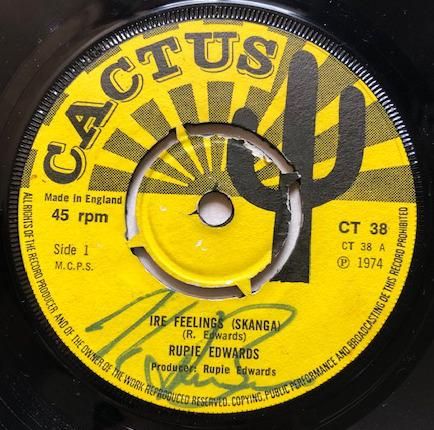 CACTUS
Made in England
45 rpm
Side 1
M.C.P.S.
CT 38
CT 38 A
Ⓟ 1974
IRE FEELINGS (SKANGA)
(R. Edwards)
RUPIE EDWARDS
Producer: Rupie Edwards
ALL RIGHTS OF THE RECORD PRODUCER, AND OF THE OWNER OF THE WORK REPRODUCED RESERVED. COPYING, PUBLIC PERFORMANCE AND BROADCASTING OF THIS RECORD PROHIBITED